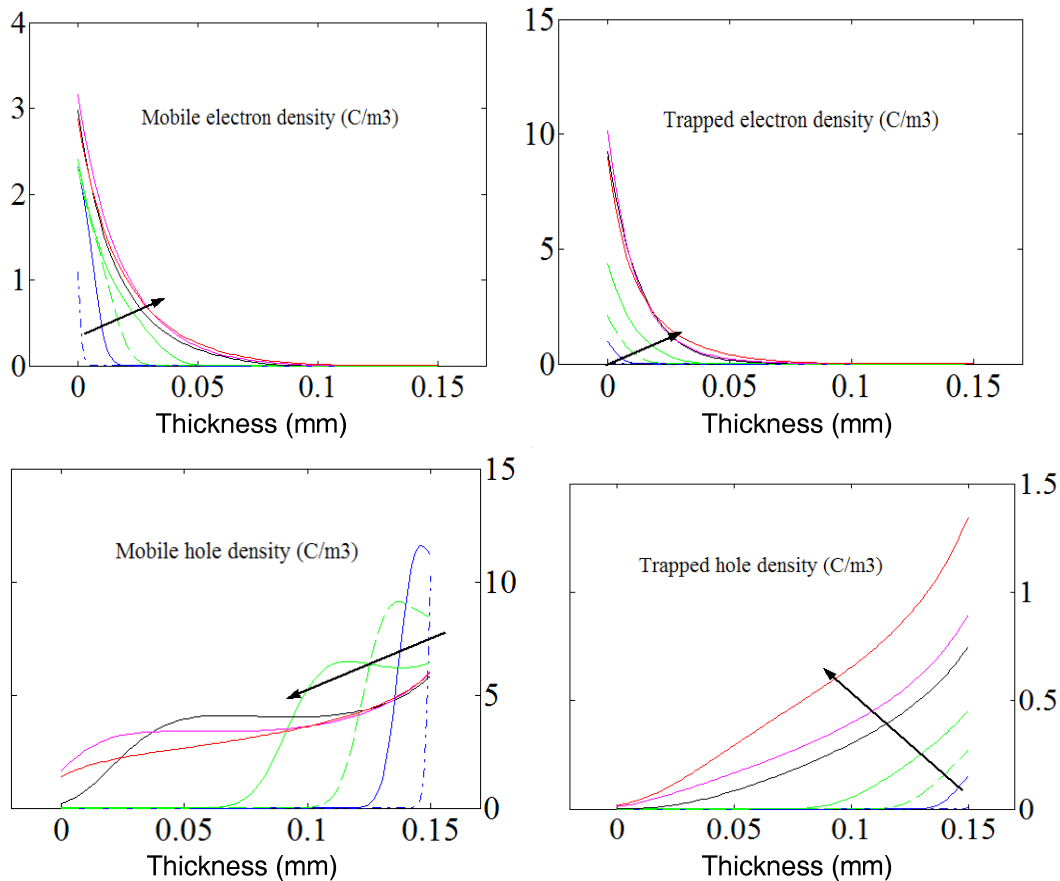 4
3
Mobile electron density (C/m3)
2
1
0
0 0.05 0.1 0.15
Thickness (mm)
15
Trapped electron density (C/m3)
10
5
0
0 0.05 0.1 0.15
Thickness (mm)
15
Mobile hole density (C/m3)
10
5
0
0 0.05 0.1 0.15
Thickness (mm)
1.5
Trapped hole density (C/m3)
1
0.5
0
0 0.05 0.1 0.15
Thickness (mm)